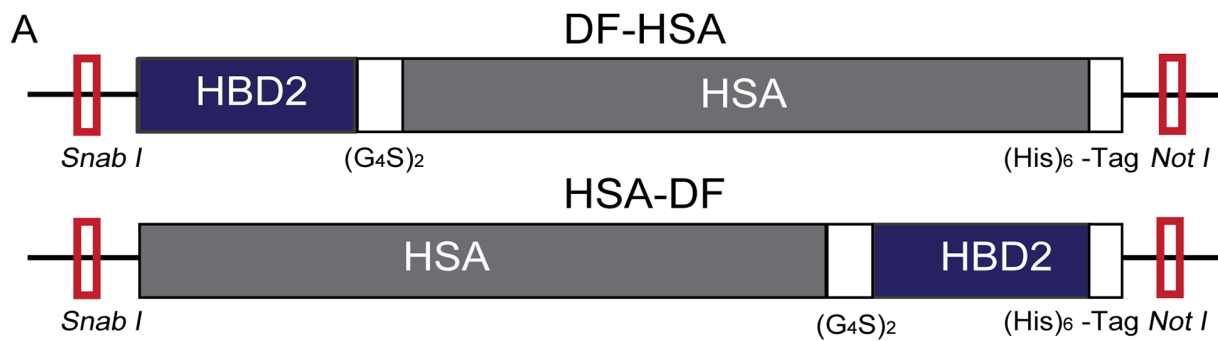 A
DF-HSA
HBD2 HSA
Snab I (G₄S)₂ (His)₆ -Tag Not I
HSA-DF
HSA HBD2
Snab I (G₄S)₂ (His)₆ -Tag Not I